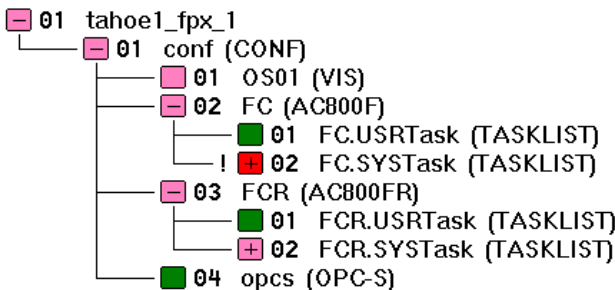 01 tahoe1_fpx_1
01 conf (CONF)
01 OS01 (VIS)
02 FC (AC800F)
01 FC.USRTask (TASKLIST)
! 02 FC.SYSTask (TASKLIST)
03 FCR (AC800FR)
01 FCR.USRTask (TASKLIST)
02 FCR.SYSTask (TASKLIST)
04 opcs (OPC-S)